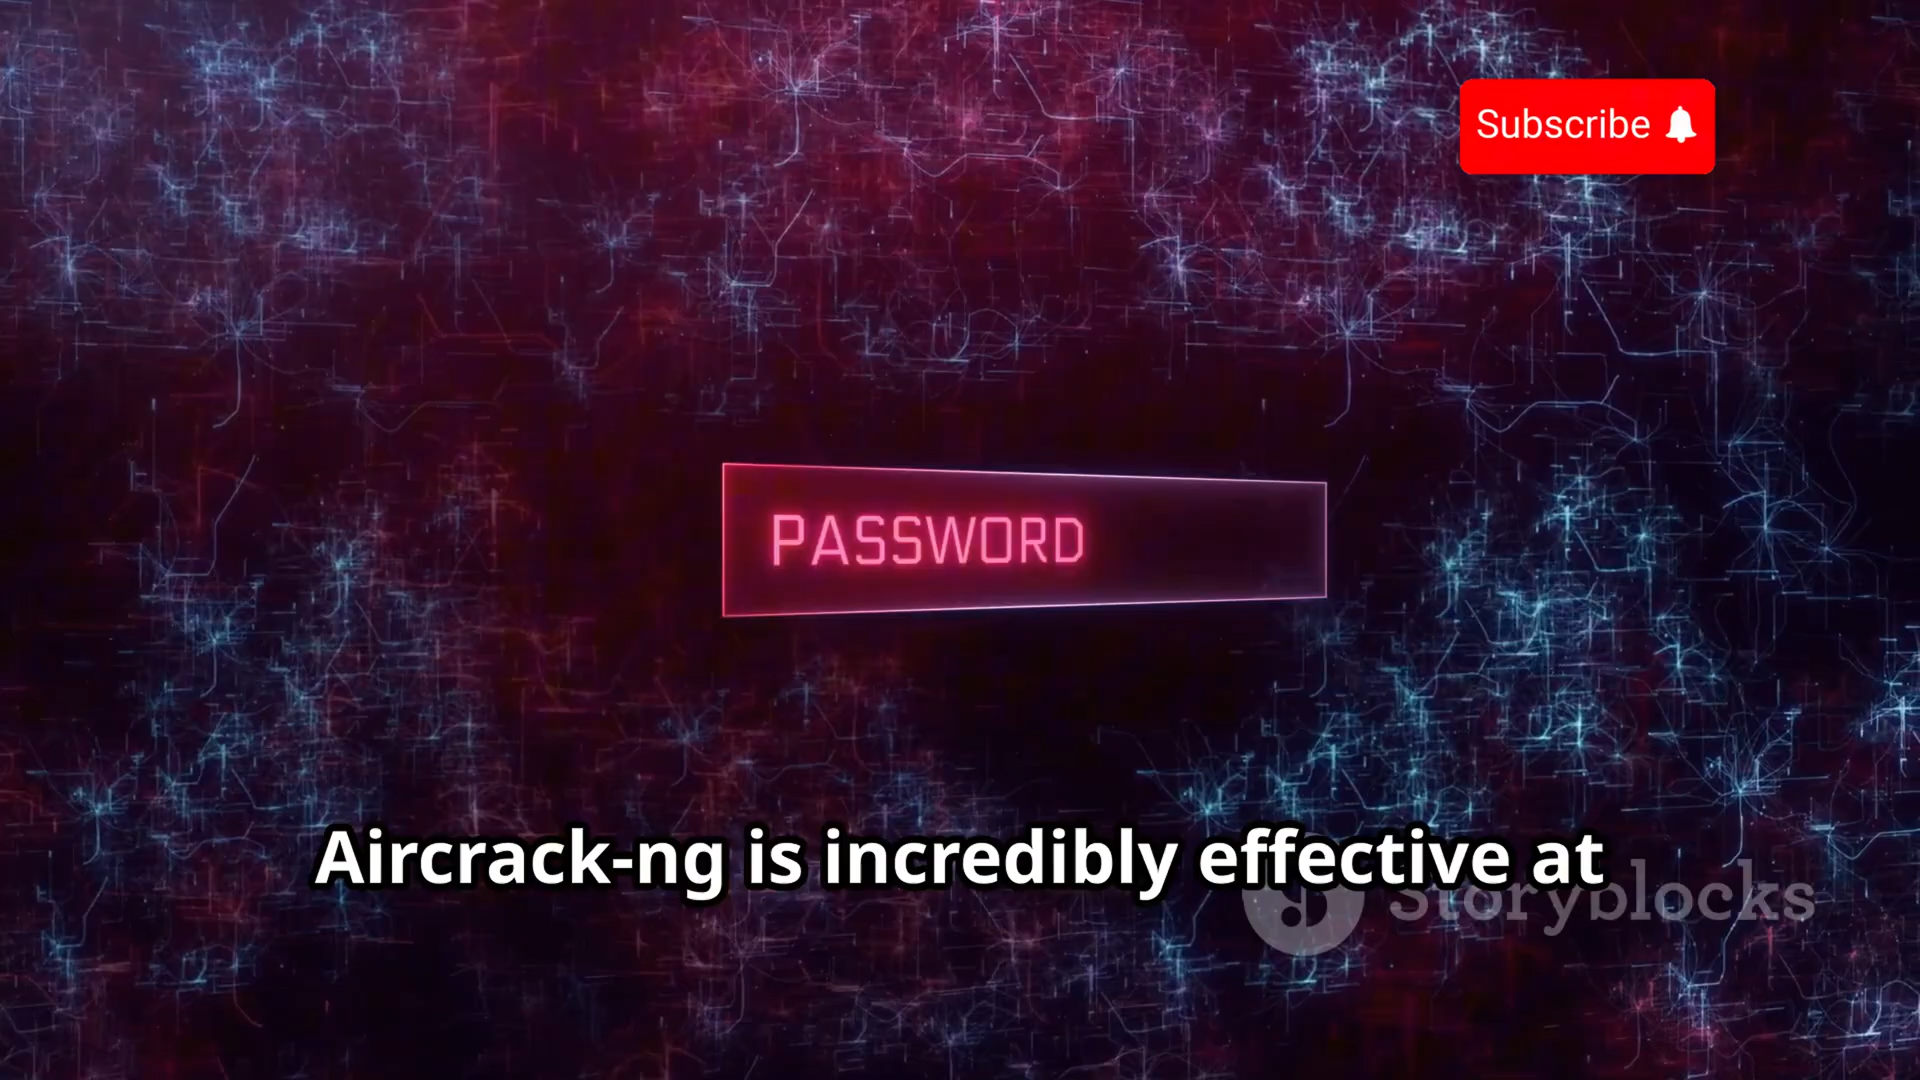 Subscribe
PASSWORD
Aircrack-ng is incredibly effective at
Storyblocks